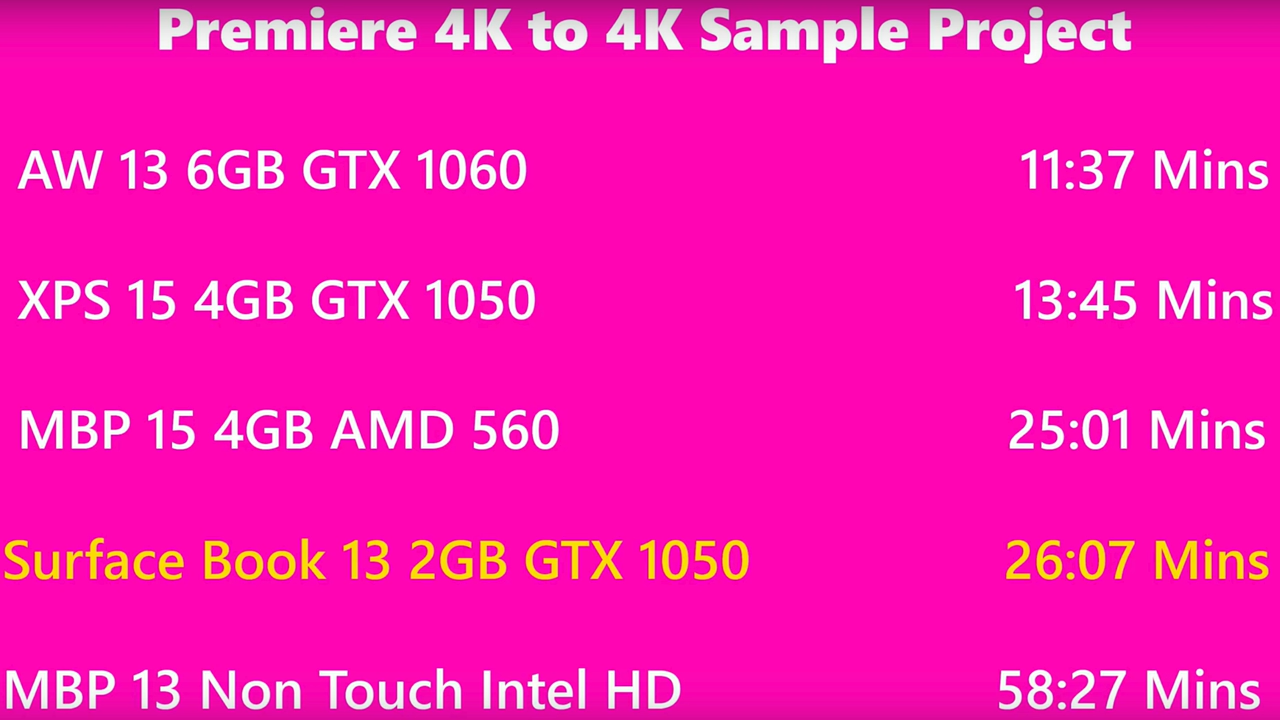 Premiere 4K to 4K Sample Project
AW 13 6GB GTX 1060 11:37 Mins
XPS 15 4GB GTX 1050 13:45 Mins
MBP 15 4GB AMD 560 25:01 Mins
Surface Book 13 2GB GTX 1050 26:07 Mins
MBP 13 Non Touch Intel HD 58:27 Mins